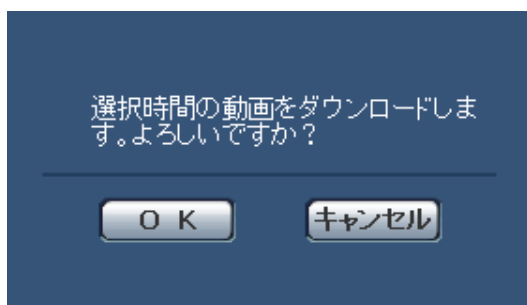 選択時間の動画をダウンロードしま
す。よろしいですか？
ＯＫ
キャンセル